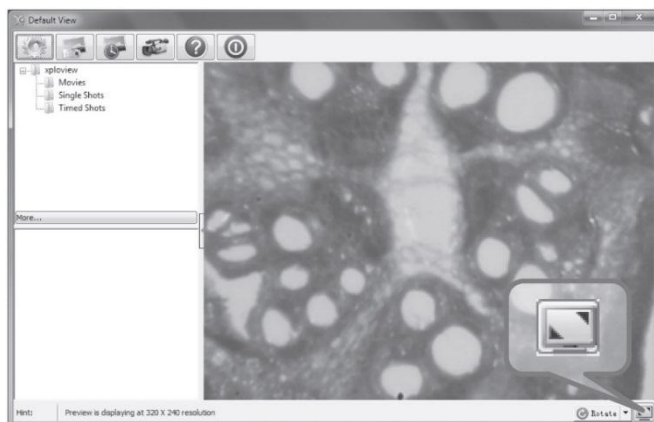 Default View
xploview
Movies
Single Shots
Timed Shots
More...
Hint: Preview is displaying at 320 X 240 resolution
Rotate